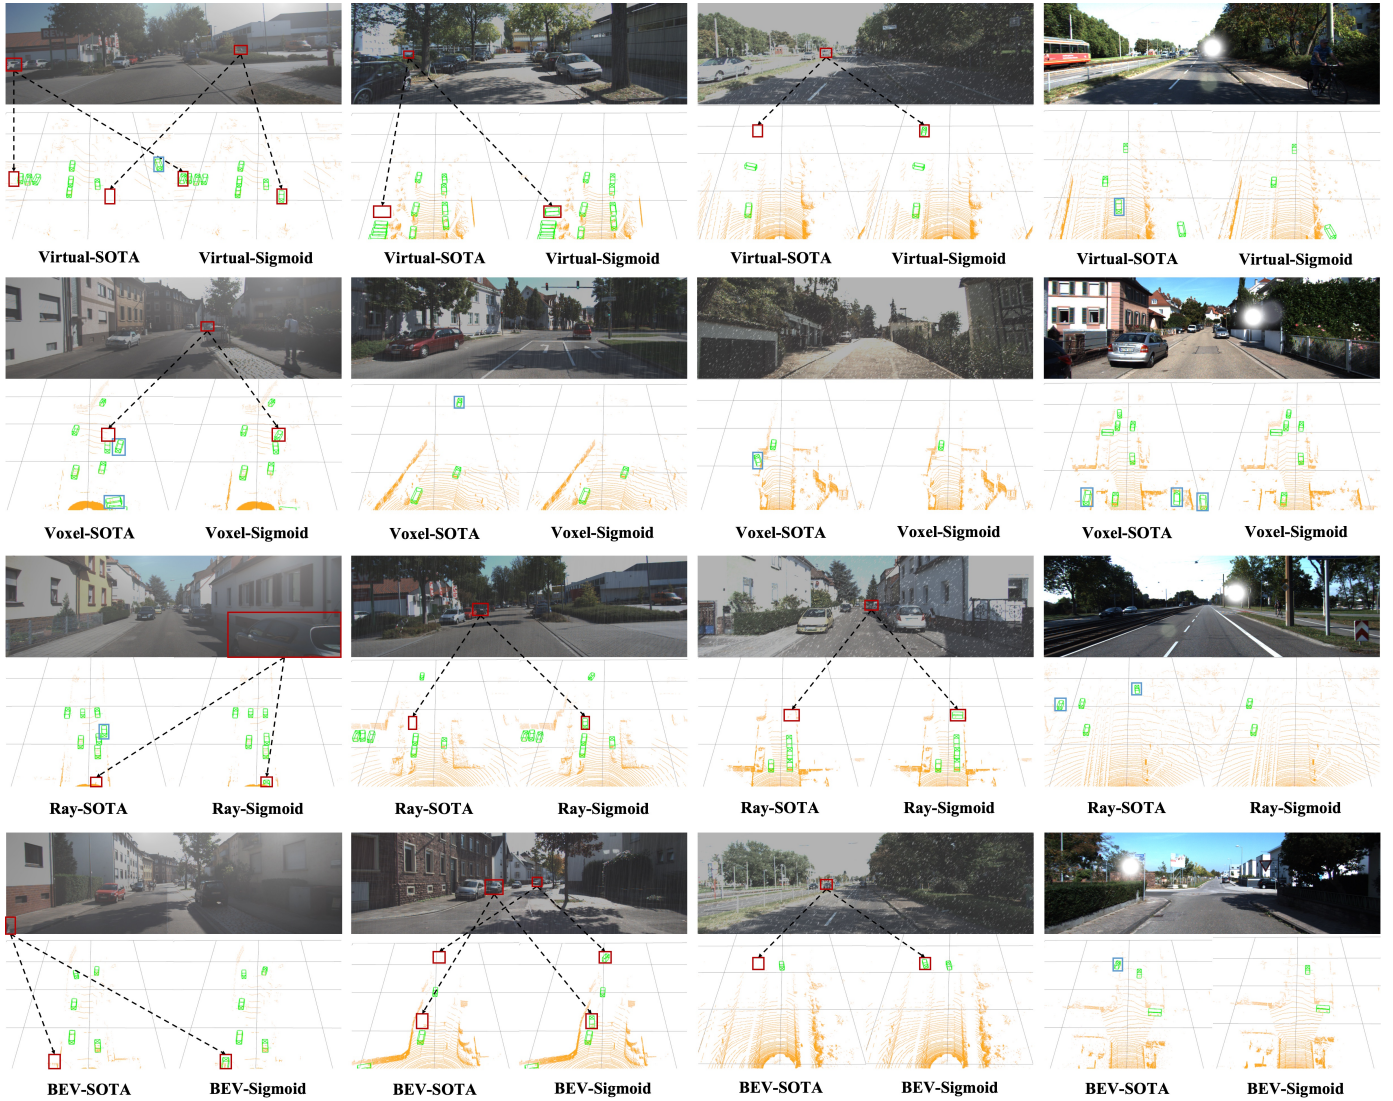 Virtual-SOTA Virtual-Sigmoid Virtual-SOTA Virtual-Sigmoid Virtual-SOTA Virtual-Sigmoid Virtual-SOTA Virtual-Sigmoid
Voxel-SOTA Voxel-Sigmoid Voxel-SOTA Voxel-Sigmoid Voxel-SOTA Voxel-Sigmoid Voxel-SOTA Voxel-Sigmoid
Ray-SOTA Ray-Sigmoid Ray-SOTA Ray-Sigmoid Ray-SOTA Ray-Sigmoid Ray-SOTA Ray-Sigmoid
BEV-SOTA BEV-Sigmoid BEV-SOTA BEV-Sigmoid BEV-SOTA BEV-Sigmoid BEV-SOTA BEV-Sigmoid